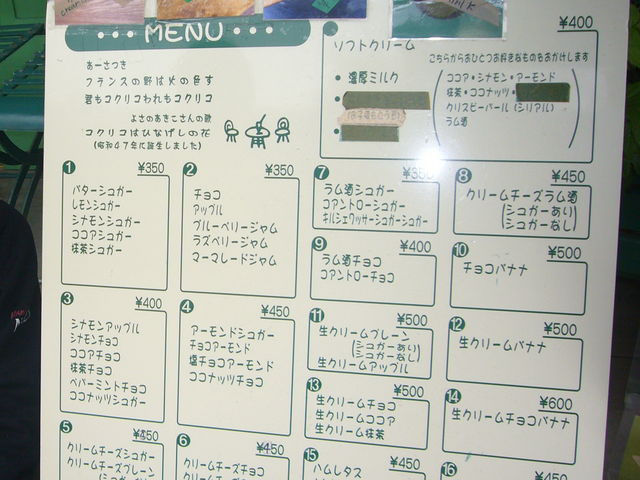 MENU
あーさつき
フランスの野は火の色す
君もコクリコわれもコクリコ
よさのあきこさんの歌
コクリコはひなげしの花
(昭和47年に誕生しました)
¥400
ソフトクリーム
こちらからおひとつお好きなものをおかけします
濃厚ミルク
ココア・シナモン・アーモンド
抹茶・ココナッツ・
クリスピーパール(シリアル)
ラム酒
1 ¥350
バターシュガー
レモンシュガー
シナモンシュガー
ココアシュガー
抹茶シュガー
2 ¥350
チョコ
アップル
ブルーベリージャム
ラズベリージャム
マーマレードジャム
7 ¥350
ラム酒シュガー
コアントローシュガー
キルシュワッサーシュガーシュガー
8 ¥450
クリームチーズラム酒
(シュガーあり)
(シュガーなし)
9 ¥400
ラム酒チョコ
コアントローチョコ
10 ¥500
チョコバナナ
3 ¥400
シナモンアップル
シナモンチョコ
ココアチョコ
抹茶チョコ
ペパーミントチョコ
ココナッツシュガー
4 ¥450
アーモンドシュガー
チョコアーモンド
塩チョコアーモンド
ココナッツチョコ
11 ¥500
生クリームプレーン
(シュガーあり)
(シュガーなし)
生クリームアップル
12 ¥500
生クリームバナナ
13 ¥500
生クリームチョコ
生クリームココア
生クリーム抹茶
14 ¥600
生クリームチョコバナナ
5 ¥450
クリームチーズシュガー
クリームチーズプレーン
6 ¥450
クリームチーズチョコ
クリームチーズココア
15 ¥450
ハムレタス
16 ¥450